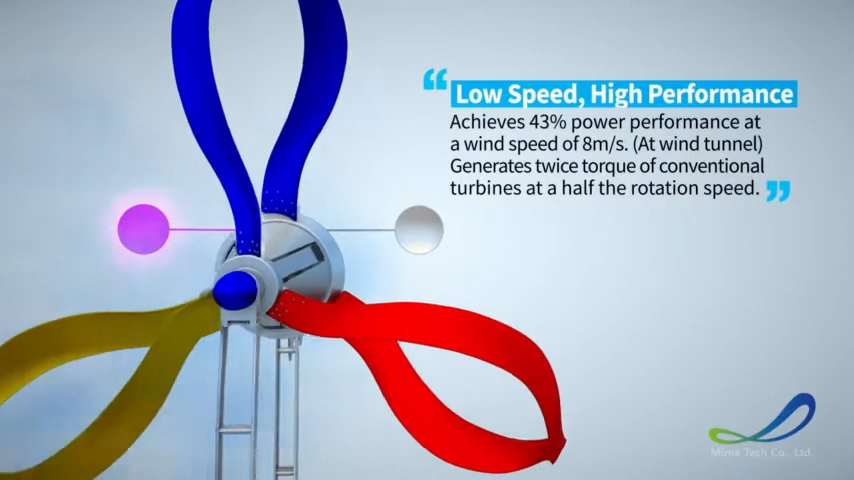 “ Low Speed, High Performance
Achieves 43% power performance at
a wind speed of 8m/s. (At wind tunnel)
Generates twice torque of conventional
turbines at a half the rotation speed. ”
Mirea Tech Co., Ltd.